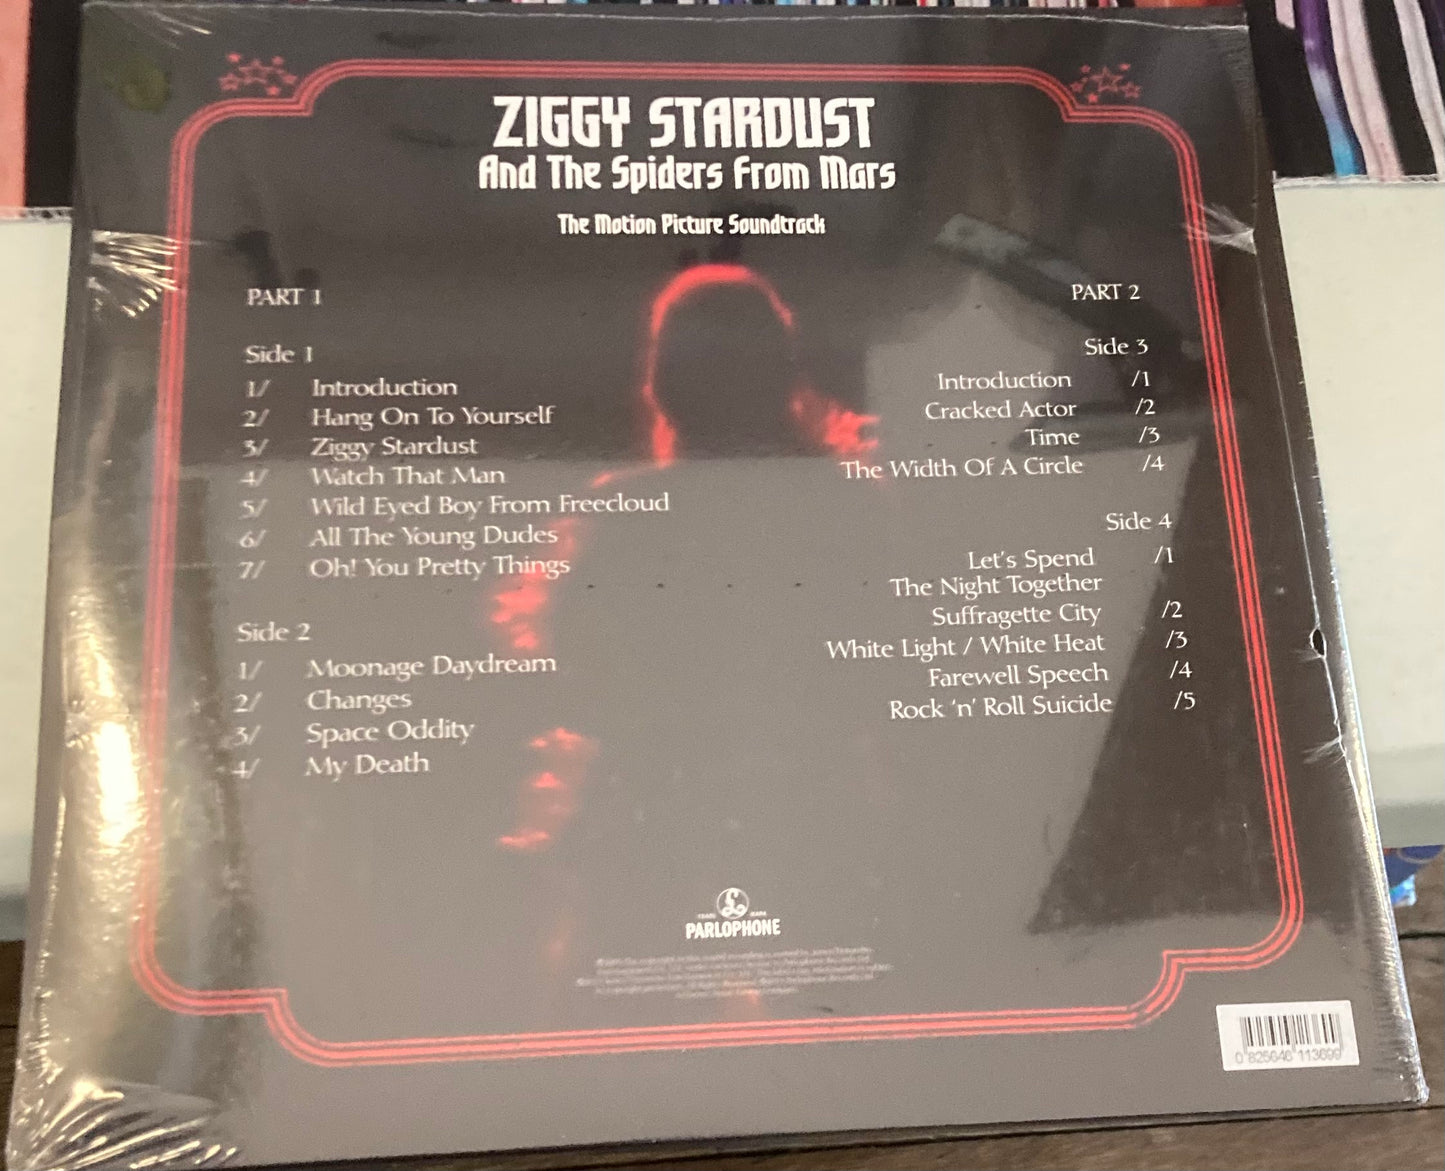 ZIGGY STARDUST
And The Spiders From Mars
The Motion Picture Soundtrack
PART 1
Side 1
1/ Introduction
2/ Hang On To Yourself
3/ Ziggy Stardust
4/ Watch That Man
5/ Wild Eyed Boy From Freecloud
6/ All The Young Dudes
7/ Oh! You Pretty Things
Side 2
1/ Moonage Daydream
2/ Changes
3/ Space Oddity
4/ My Death
PART 2
Side 3
Introduction /1
Cracked Actor /2
Time /3
The Width Of A Circle /4
Side 4
Let's Spend /1
The Night Together
Suffragette City /2
White Light / White Heat /3
Farewell Speech /4
Rock 'n' Roll Suicide /5
PARLOPHONE
0 825646 113699